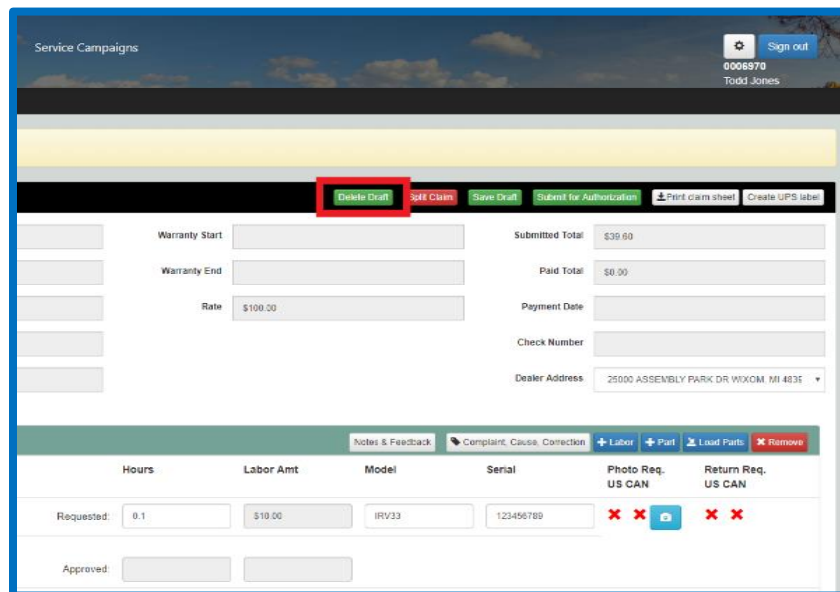 Service Campaigns
Sign out
0006970
Todd Jones
Delete Draft Split Claim Save Draft Submit for Authorization Print claim sheet Create UPS label
Warranty Start Submitted Total $39.60
Warranty End Paid Total $0.00
Rate $100.00 Payment Date
Check Number
Dealer Address 25000 ASSEMBLY PARK DR WIXOM, MI 4839
Notes & Feedback Complaint, Cause, Correction Labor Part Load Parts Remove
Hours Labor Amt Model Serial Photo Req. Return Req.
US CAN US CAN
Requested: 0.1 $10.00 IRV33 123456789
Approved: